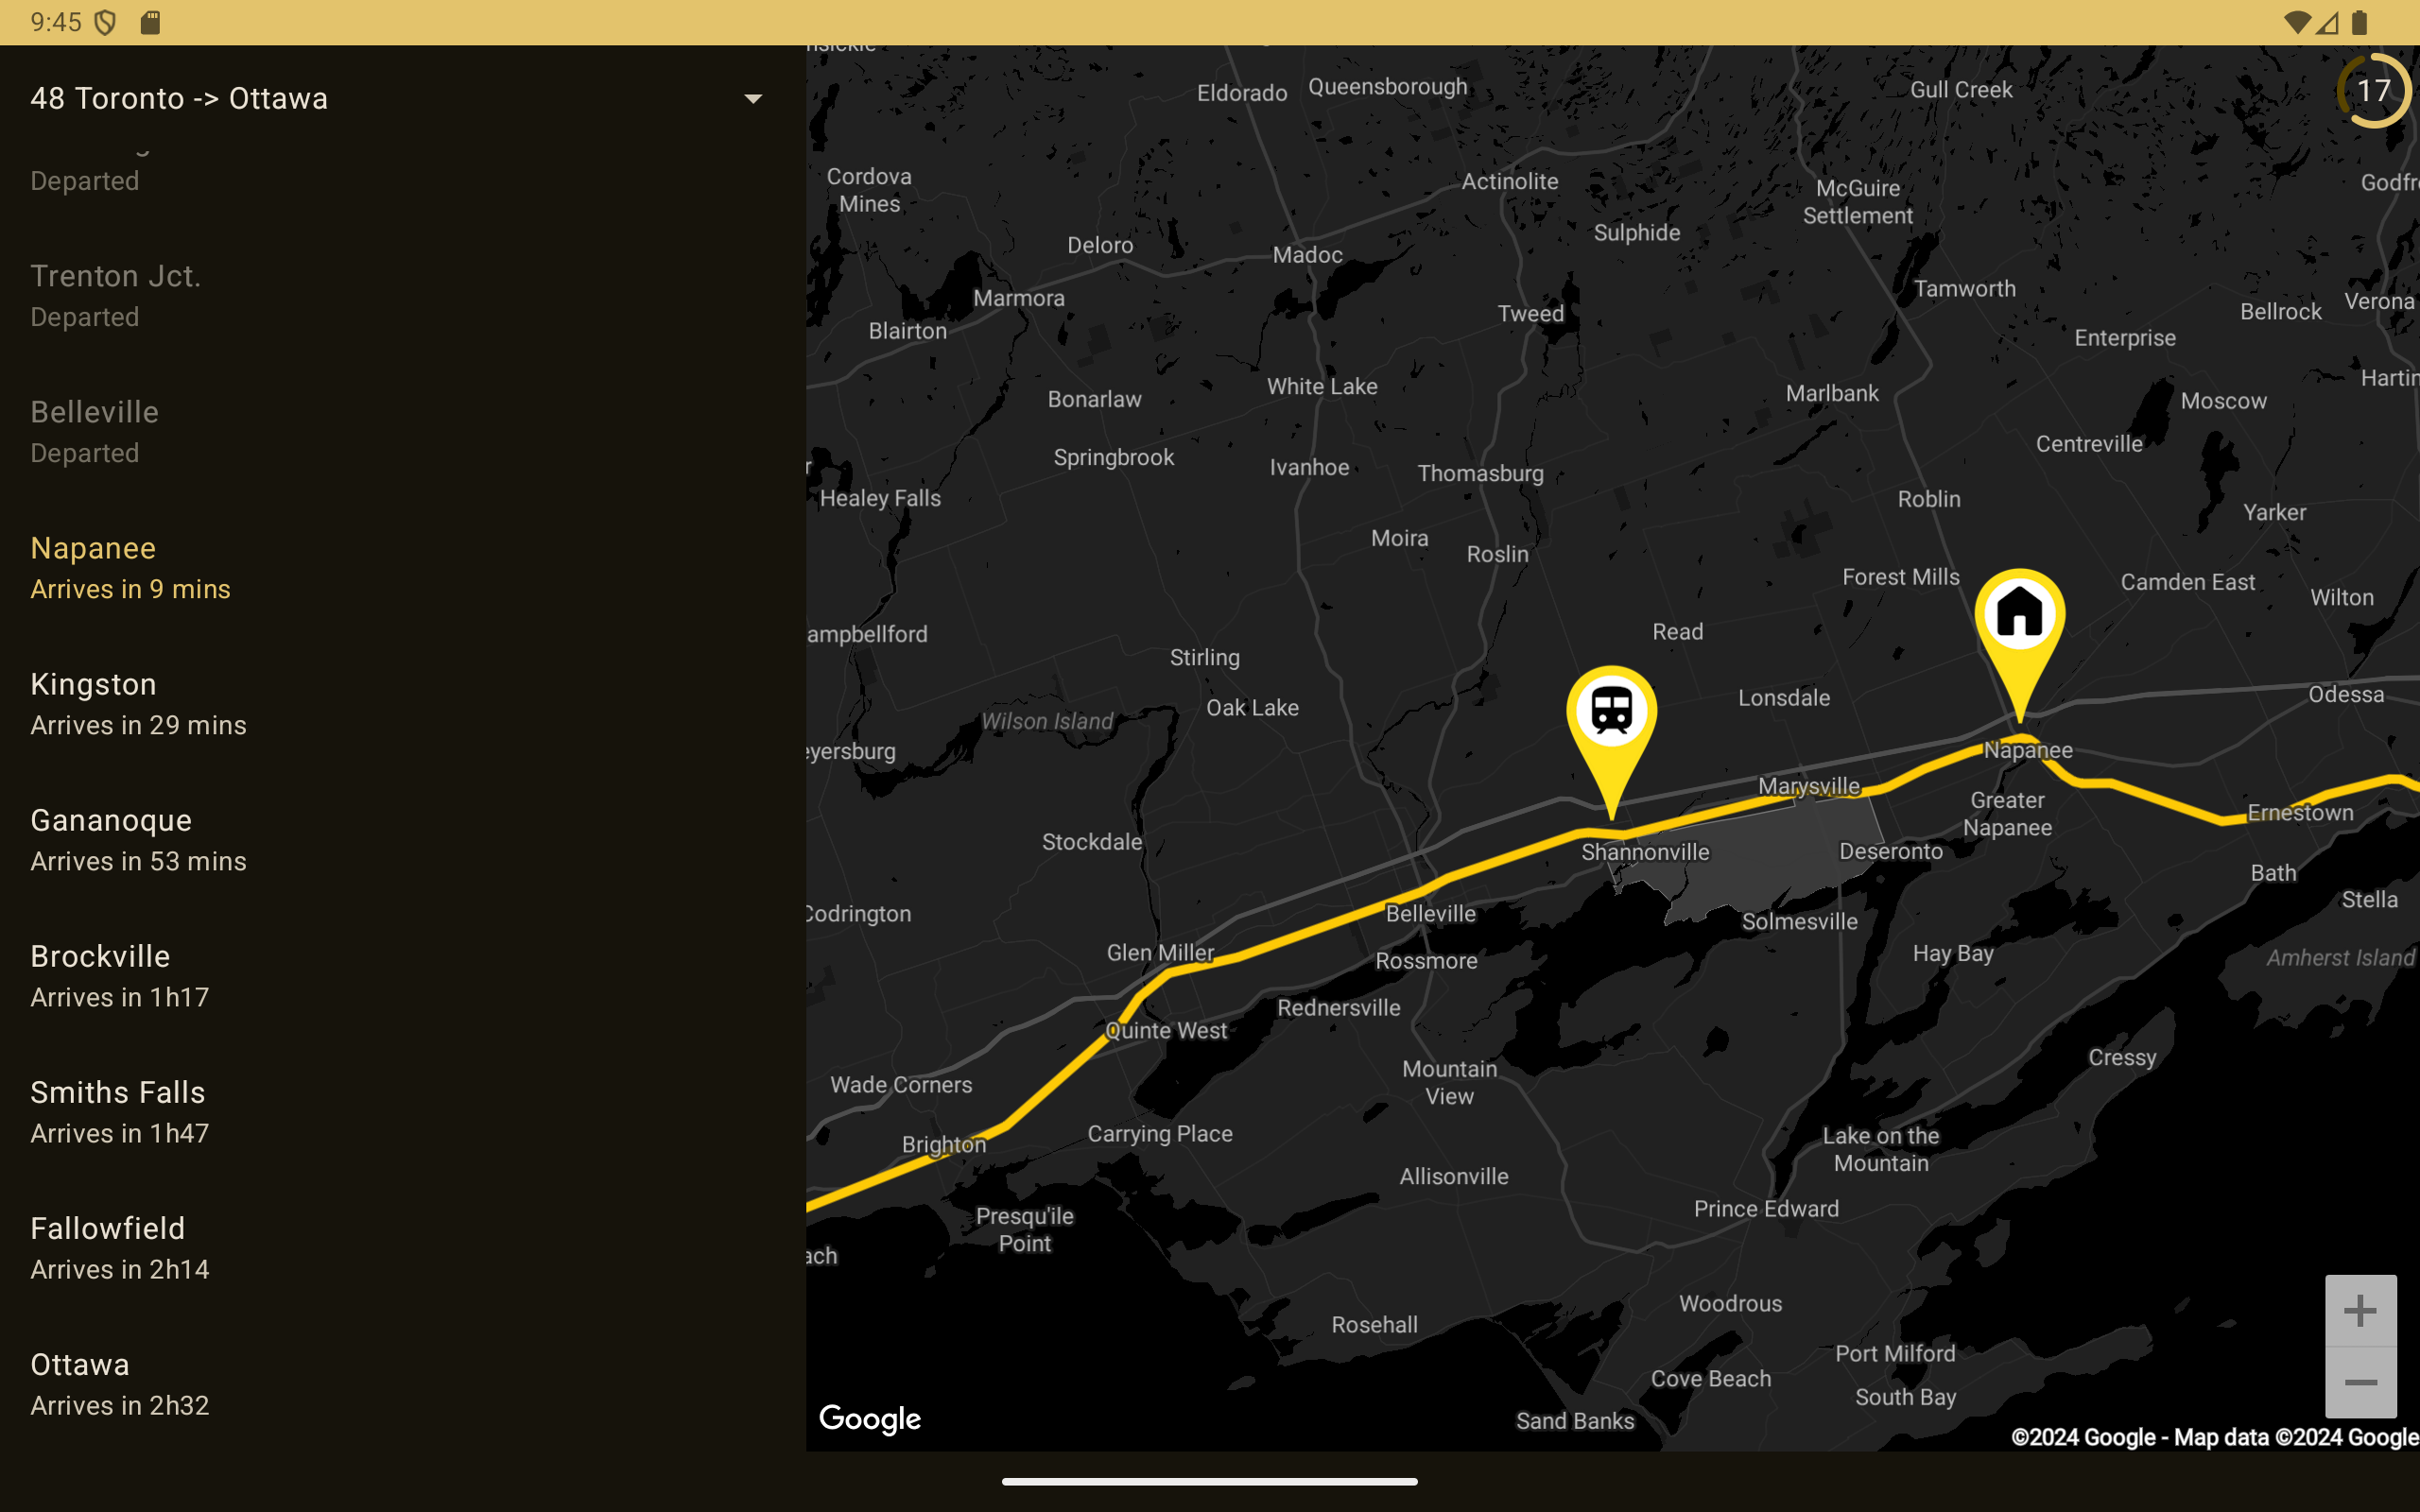 9:45
48 Toronto -> Ottawa
Departed
Trenton Jct.
Departed
Belleville
Departed
Napanee
Arrives in 9 mins
Kingston
Arrives in 29 mins
Gananoque
Arrives in 53 mins
Brockville
Arrives in 1h17
Smiths Falls
Arrives in 1h47
Fallowfield
Arrives in 2h14
Ottawa
Arrives in 2h32
17
Eldorado
Queensborough
Gull Creek
Cordova
Mines
Actinolite
McGuire
Settlement
Godfr
Sulphide
Deloro
Madoc
Marmora
Tamworth
Verona
Bellrock
Tweed
Blairton
Enterprise
White Lake
Hartin
Marlbank
Bonarlaw
Moscow
Centreville
Springbrook
Ivanhoe
Thomasburg
Healey Falls
Roblin
Yarker
Moira
Roslin
Forest Mills
Camden East
Wilton
ampbellford
Read
Stirling
Lonsdale
Odessa
Oak Lake
Wilson Island
eyersburg
Napanee
Marysville
Greater
Napanee
Ernestown
Stockdale
Shannonville
Deseronto
Bath
Stella
Codrington
Belleville
Solmesville
Glen Miller
Rossmore
Hay Bay
Amherst Island
Rednersville
Quinte West
Cressy
Mountain
View
Wade Corners
Carrying Place
Brighton
Lake on the
Mountain
Allisonville
Prince Edward
Presqu'ile
Point
ach
Woodrous
Rosehall
Port Milford
Cove Beach
South Bay
Sand Banks
Google
©2024 Google - Map data ©2024 Google